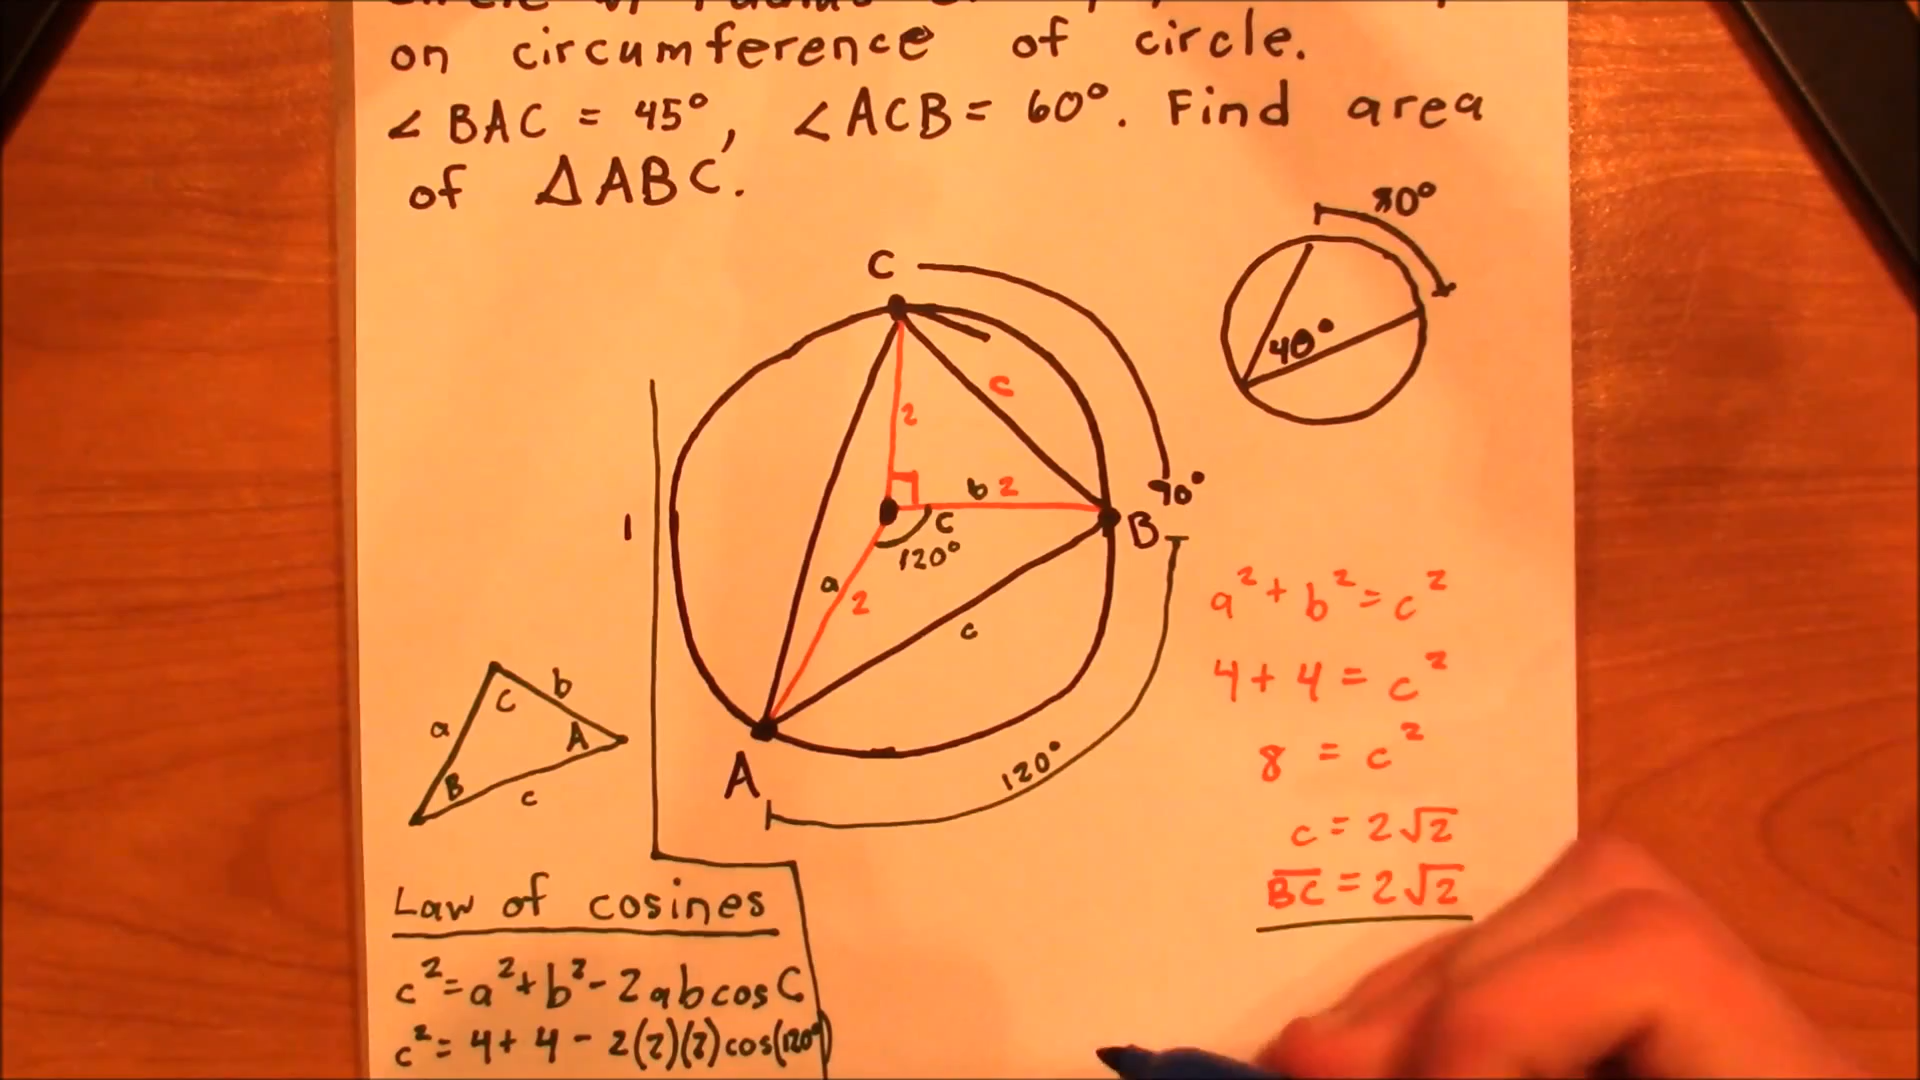 on circumference of circle.
∠BAC = 45°, ∠ACB = 60°. Find area
of ΔABC.
80°
40°
C
c
2
b 2
90°
C
B
120°
a
2
c
A
120°
a
C
b
A
B
c
a² + b² = c²
4 + 4 = c²
8 = c²
c = 2√2
BC = 2√2
Law of cosines
c² = a² + b² - 2abcosC
c² = 4 + 4 - 2(2)(2)cos(120°)